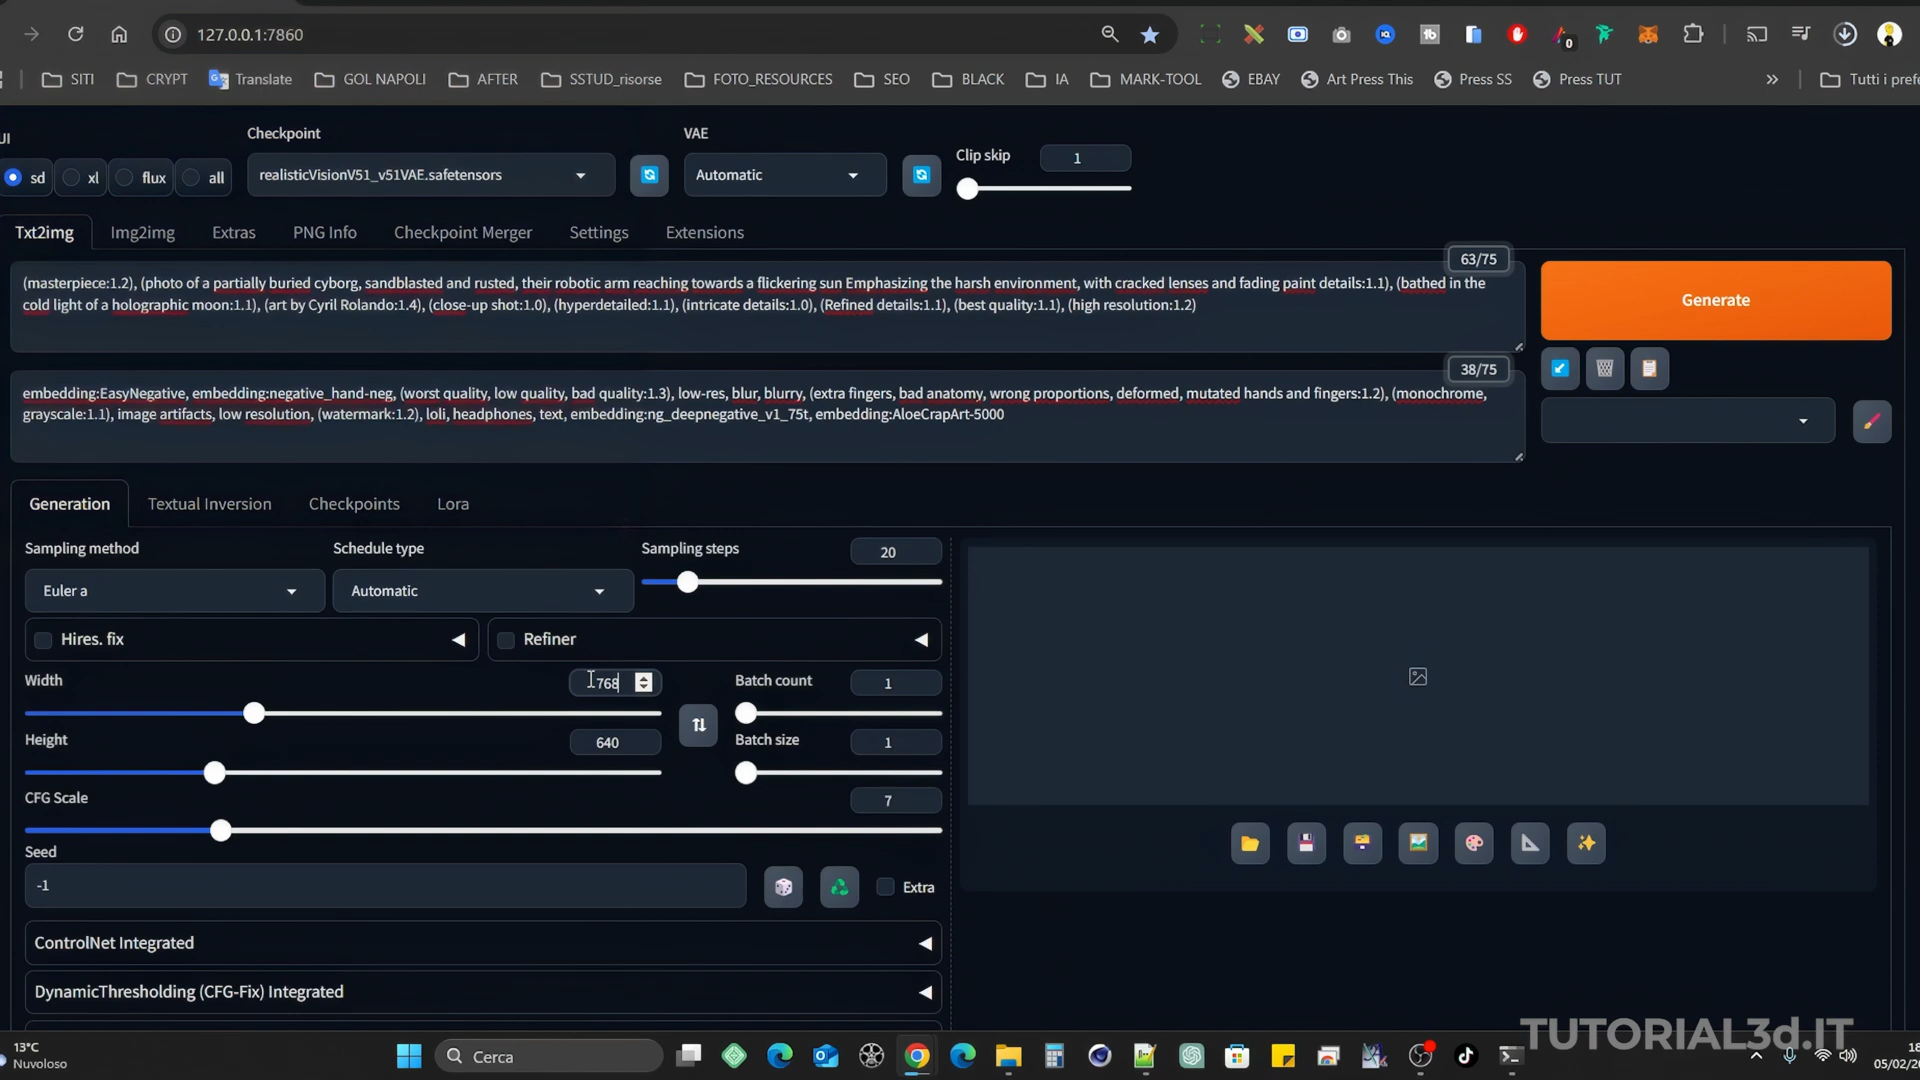 127.0.0.1:7860
0
SITI CRYPT Translate GOL NAPOLI AFTER SSTUD_risorse FOTO_RESOURCES SEO BLACK IA MARK-TOOL EBAY Art Press This Press SS Press TUT » Tutti i prefe
UI Checkpoint VAE Clip skip 1
sd xl flux all realisticVisionV51_v51VAE.safetensors Automatic
Txt2img Img2img Extras PNG Info Checkpoint Merger Settings Extensions
63/75
(masterpiece:1.2), (photo of a partially buried cyborg, sandblasted and rusted, their robotic arm reaching towards a flickering sun Emphasizing the harsh environment, with cracked lenses and fading paint details:1.1), (bathed in the
cold light of a holographic moon:1.1), (art by Cyril Rolando:1.4), (close-up shot:1.0), (hyperdetailed:1.1), (intricate details:1.0), (Refined details:1.1), (best quality:1.1), (high resolution:1.2)
Generate
38/75
embedding:EasyNegative, embedding:negative_hand-neg, (worst quality, low quality, bad quality:1.3), low-res, blur, blurry, (extra fingers, bad anatomy, wrong proportions, deformed, mutated hands and fingers:1.2), (monochrome,
grayscale:1.1), image artifacts, low resolution, (watermark:1.2), loli, headphones, text, embedding:ng_deepnegative_v1_75t, embedding:AloeCrapArt-5000
Generation Textual Inversion Checkpoints Lora
Sampling method Schedule type Sampling steps 20
Euler a Automatic
Hires. fix Refiner
Width 768 Batch count 1
Height 640 Batch size 1
CFG Scale 7
Seed
-1 Extra
ControlNet Integrated
DynamicThresholding (CFG-Fix) Integrated
TUTORIAL3d.IT
13°C
Nuvoloso
Cerca
18
05/02/2